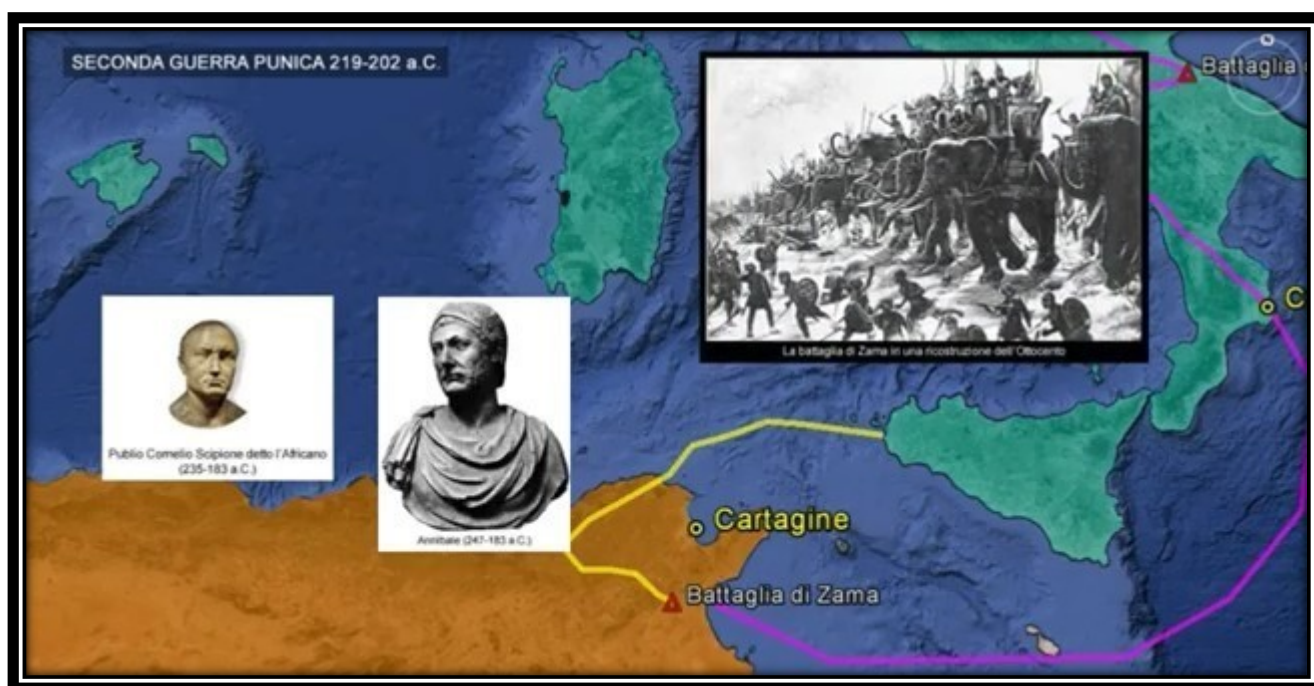 SECONDA GUERRA PUNICA 219-202 a.C.
Battaglia
La battaglia di Zama in una ricostruzione dell'Ottocento
C
Publio Cornelio Scipione detto l'Africano
(235-183 a.C.)
Annibale (247-183 a.C.)
Cartagine
Battaglia di Zama